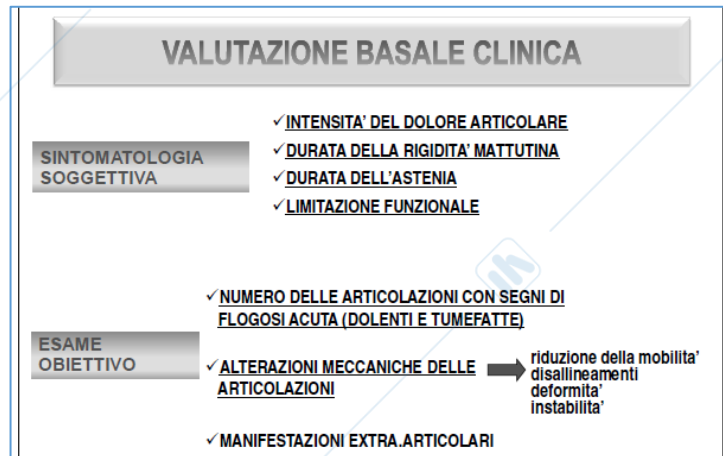 VALUTAZIONE BASALE CLINICA
SINTOMATOLOGIA
SOGGETTIVA
✓INTENSITA' DEL DOLORE ARTICOLARE
✓DURATA DELLA RIGIDITA' MATTUTINA
✓DURATA DELL'ASTENIA
✓LIMITAZIONE FUNZIONALE
ESAME
OBIETTIVO
✓NUMERO DELLE ARTICOLAZIONI CON SEGNI DI
FLOGOSI ACUTA (DOLENTI E TUMEFATTE)
✓ALTERAZIONI MECCANICHE DELLE
ARTICOLAZIONI
riduzione della mobilita'
disallineamenti
deformita'
instabilita'
✓MANIFESTAZIONI EXTRA.ARTICOLARI